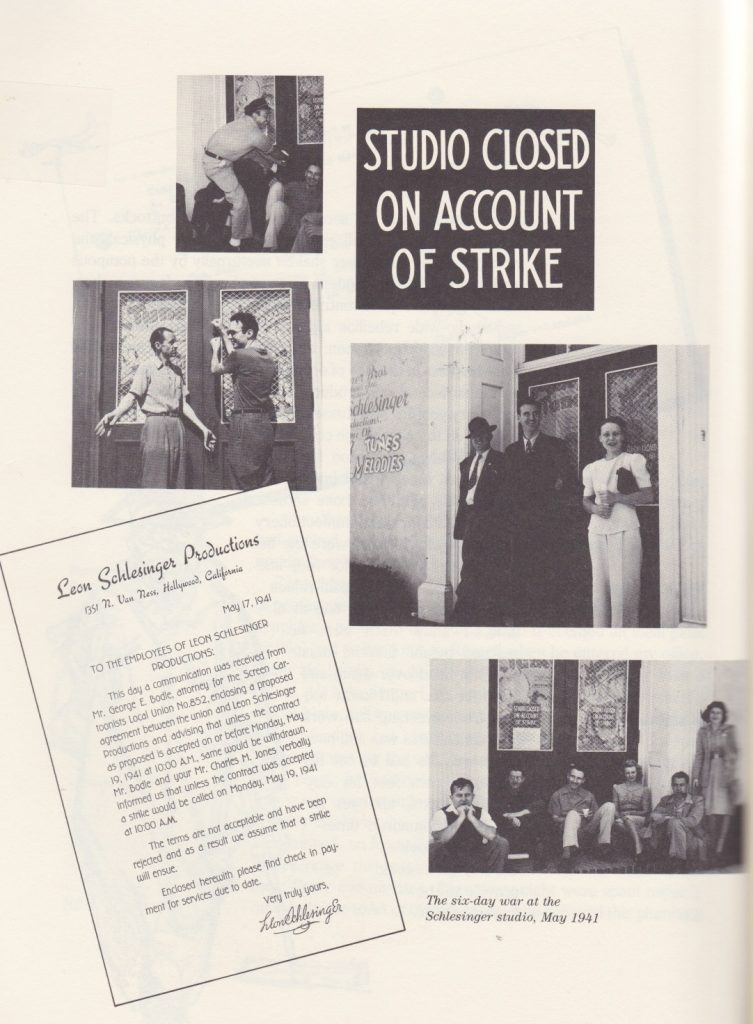 STUDIO CLOSED
ON ACCOUNT
OF STRIKE
Schlesinger
TUNES
MELODIES
Leon Schlesinger Productions
1351 N. Van Ness, Hollywood, California
May 17, 1941
TO THE EMPLOYEES OF LEON SCHLESINGER
PRODUCTIONS:
This day a communication was received from
Mr. George E. Bodle, attorney for the Screen Car-
toonists Local Union No.852, enclosing a proposed
agreement between the union and Leon Schlesinger
Productions and advising that unless the contract
as proposed is accepted on or before Monday, May
19, 1941 at 10:00 A.M., same would be withdrawn.
Mr. Bodle and your Mr. Charles M. Jones verbally
informed us that unless the contract was accepted
a strike would be called on Monday, May 19, 1941
at 10:00 A.M.
The terms are not acceptable and have been
rejected and as a result we assume that a strike
will ensue.
Enclosed herewith please find check in pay-
ment for services due to date.
Very truly yours,
Leon Schlesinger
STUDIO CLOSED
ON ACCOUNT
OF STRIKE
The six-day war at the
Schlesinger studio, May 1941